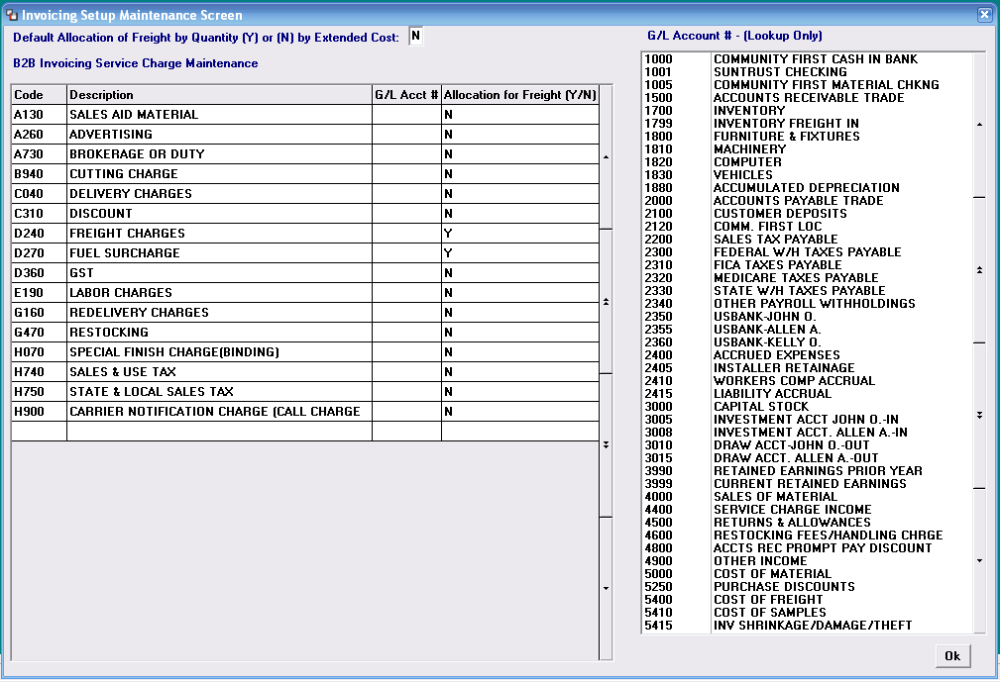 Invoicing Setup Maintenance Screen
Default Allocation of Freight by Quantity (Y) or (N) by Extended Cost: N
B2B Invoicing Service Charge Maintenance
Code Description G/L Acct # Allocation for Freight (Y/N)
A130 SALES AID MATERIAL N
A260 ADVERTISING N
A730 BROKERAGE OR DUTY N
B940 CUTTING CHARGE N
C040 DELIVERY CHARGES N
C310 DISCOUNT N
D240 FREIGHT CHARGES Y
D270 FUEL SURCHARGE Y
D360 GST N
E190 LABOR CHARGES N
G160 REDELIVERY CHARGES N
G470 RESTOCKING N
H070 SPECIAL FINISH CHARGE(BINDING) N
H740 SALES & USE TAX N
H750 STATE & LOCAL SALES TAX N
H900 CARRIER NOTIFICATION CHARGE (CALL CHARGE N
G/L Account # - (Lookup Only)
1000 COMMUNITY FIRST CASH IN BANK
1001 SUNTRUST CHECKING
1005 COMMUNITY FIRST MATERIAL CHKNG
1500 ACCOUNTS RECEIVABLE TRADE
1700 INVENTORY
1799 INVENTORY FREIGHT IN
1800 FURNITURE & FIXTURES
1810 MACHINERY
1820 COMPUTER
1830 VEHICLES
1880 ACCUMULATED DEPRECIATION
2000 ACCOUNTS PAYABLE TRADE
2100 CUSTOMER DEPOSITS
2120 COMM. FIRST LOC
2200 SALES TAX PAYABLE
2300 FEDERAL W/H TAXES PAYABLE
2310 FICA TAXES PAYABLE
2320 MEDICARE TAXES PAYABLE
2330 STATE W/H TAXES PAYABLE
2340 OTHER PAYROLL WITHHOLDINGS
2350 USBANK-JOHN O.
2355 USBANK-ALLEN A.
2360 USBANK-KELLY O.
2400 ACCRUED EXPENSES
2405 INSTALLER RETAINAGE
2410 WORKERS COMP ACCRUAL
2415 LIABILITY ACCRUAL
3000 CAPITAL STOCK
3005 INVESTMENT ACCT JOHN O.-IN
3008 INVESTMENT ACCT. ALLEN A.-IN
3010 DRAW ACCT-JOHN O.-OUT
3015 DRAW ACCT. ALLEN A.-OUT
3990 RETAINED EARNINGS PRIOR YEAR
3999 CURRENT RETAINED EARNINGS
4000 SALES OF MATERIAL
4400 SERVICE CHARGE INCOME
4500 RETURNS & ALLOWANCES
4600 RESTOCKING FEES/HANDLING CHRGE
4800 ACCTS REC PROMPT PAY DISCOUNT
4900 OTHER INCOME
5000 COST OF MATERIAL
5250 PURCHASE DISCOUNTS
5400 COST OF FREIGHT
5410 COST OF SAMPLES
5415 INV SHRINKAGE/DAMAGE/THEFT
Ok